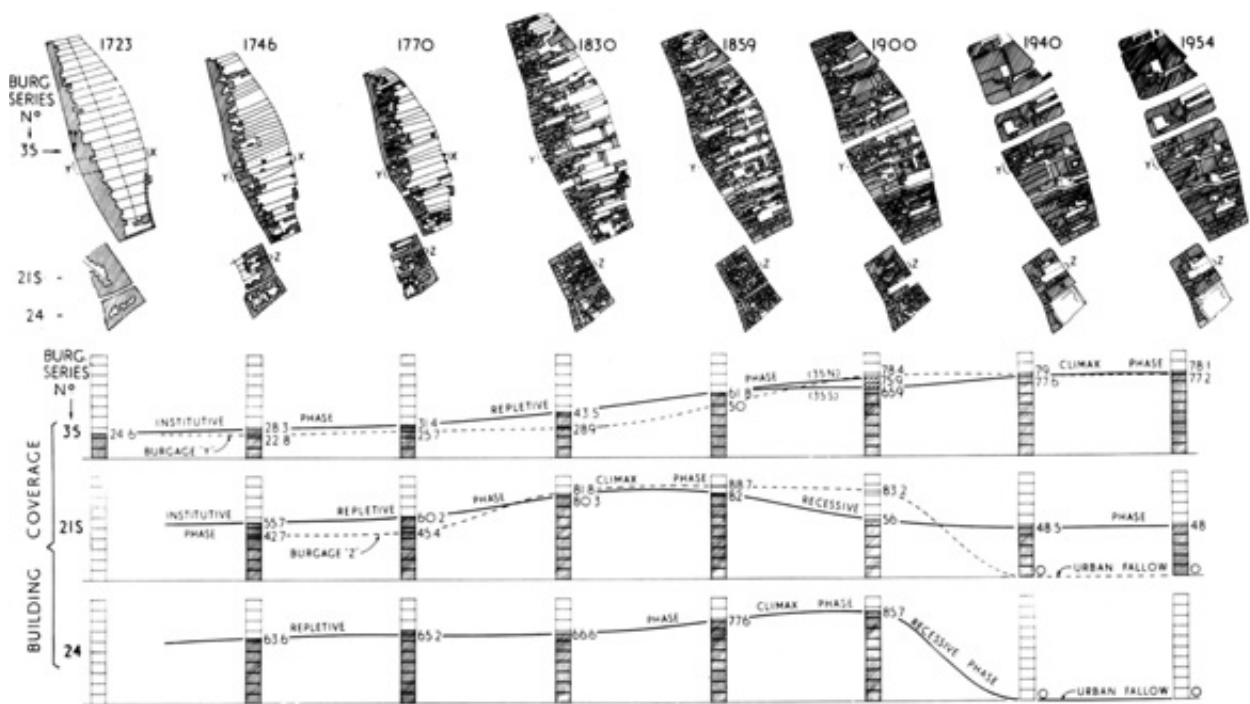 1723 1746 1770 1830 1859 1900 1940 1954
BURG.
SERIES
Nº
35
X X
Y Y Y Y Y Y Y Y
Z Z Z Z Z Z Z
21S
24
BURG.
SERIES
Nº
35
BUILDING COVERAGE
24.6 INSTITUTIVE PHASE 28.3 31.4 REPLETIVE 43.5 PHASE 61.8 (35N) 78.4 79 CLIMAX PHASE 78.1
BURGAGE 'Y' 22.8 25.7 28.9 50 (35S) 75.9 77.6 77.2
65.9
21S
INSTITUTIVE PHASE 55.7 REPLETIVE 60.2 PHASE 81.8 CLIMAX PHASE 88.7 83.2
42.7 BURGAGE 'Z' 45.4 80.3 82 RECESSIVE 56 48.5 PHASE 48
O URBAN FALLOW O
24
63.6 REPLETIVE 65.2 66.6 PHASE 77.6 CLIMAX PHASE 85.7
RECESSIVE PHASE
O URBAN FALLOW O